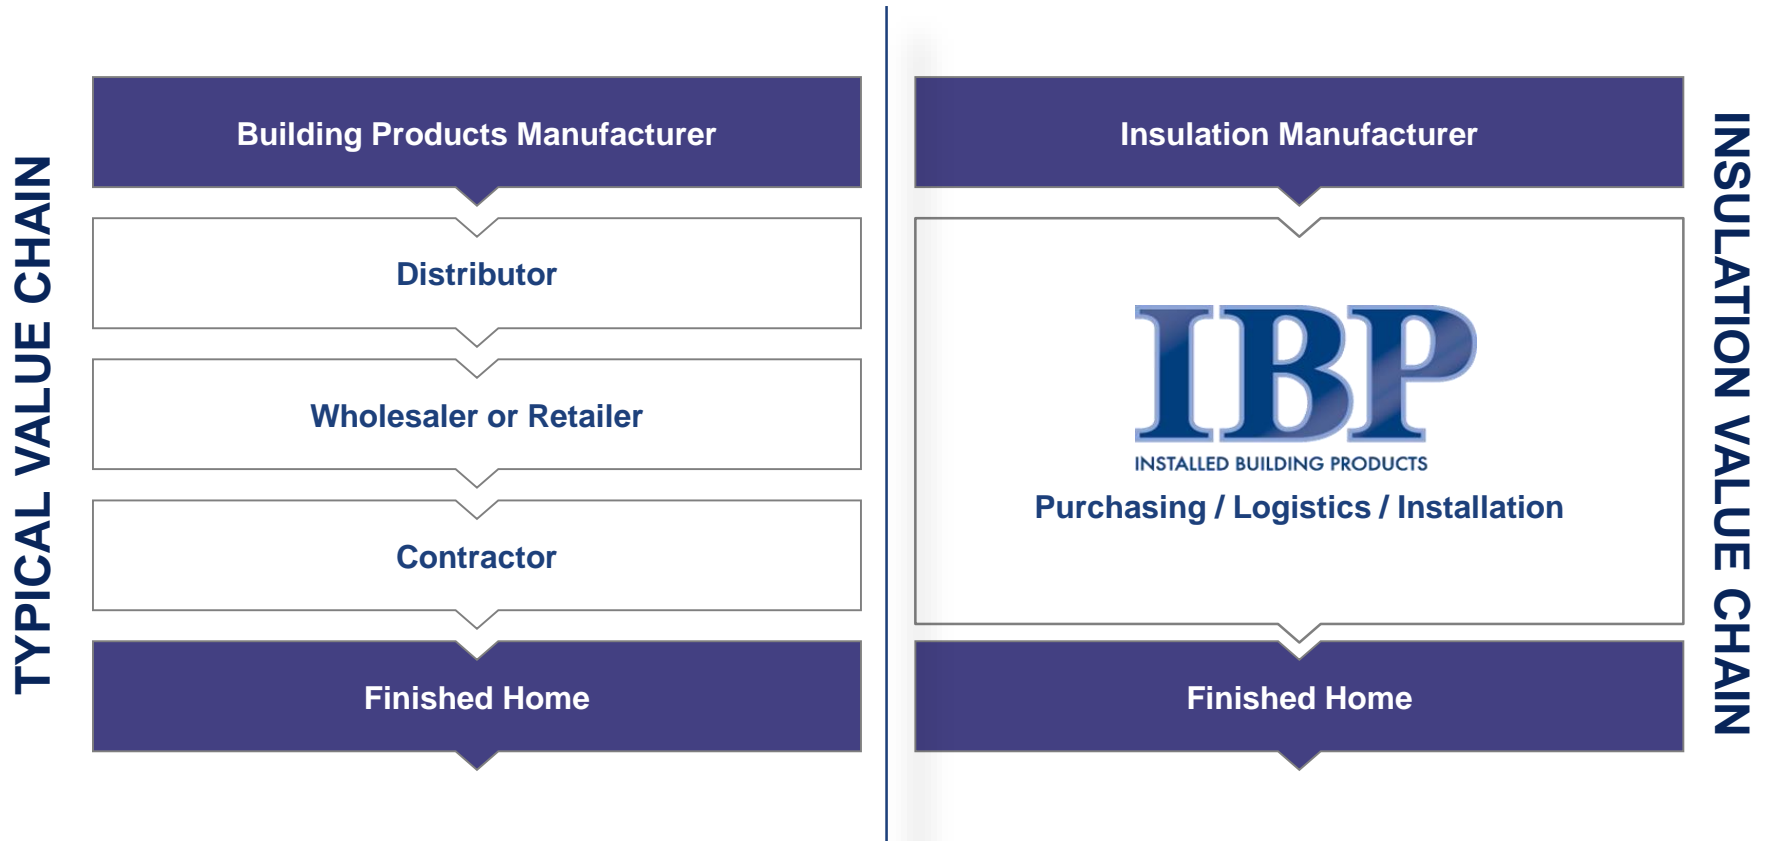 TYPICAL VALUE CHAIN
Building Products Manufacturer
Distributor
Wholesaler or Retailer
Contractor
Finished Home
Insulation Manufacturer
IBP
INSTALLED BUILDING PRODUCTS
Purchasing / Logistics / Installation
Finished Home
INSULATION VALUE CHAIN